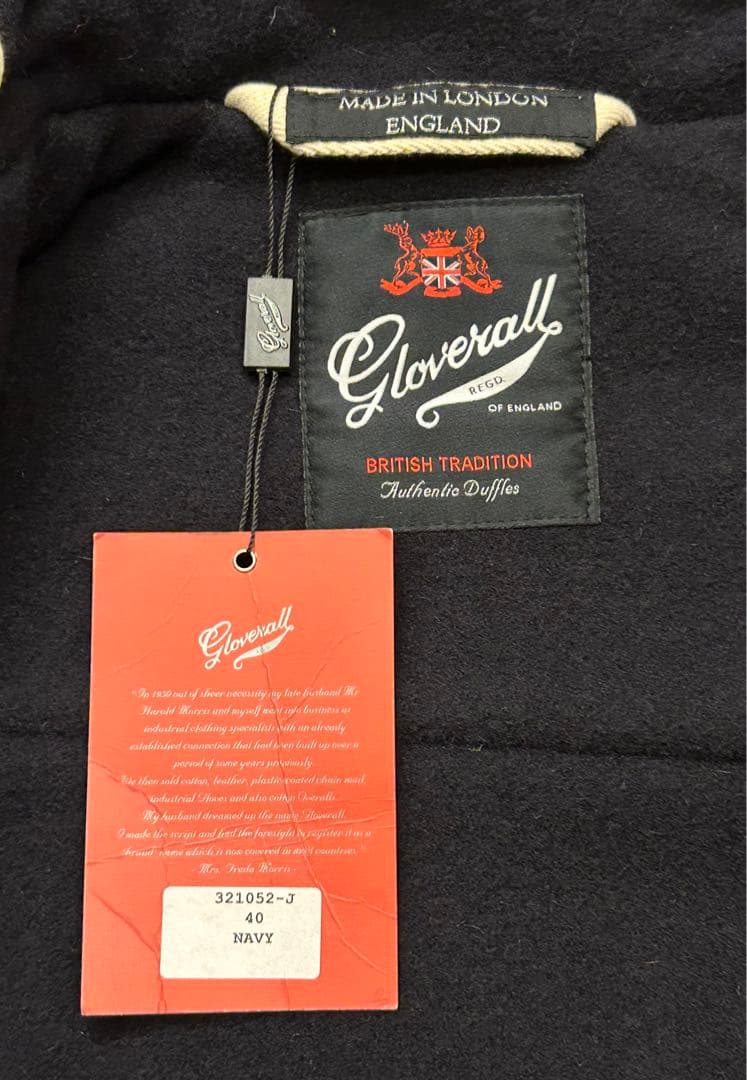 MADE IN LONDON
ENGLAND
Gloverall
Gloverall
REGD.
OF ENGLAND
BRITISH TRADITION
Authentic Duffles
Gloverall
"In 1950 out of sheer necessity my late husband Mr
Harold Morris and myself went into business as
industrial clothing specialists with an already
established connection that had been built up over a
period of some years previously.
We then sold cotton, leather, plastic-coated chain mail,
industrial Gloves and also cotton Overalls.
My husband dreamed up the name Gloverall.
I made the script and had the foresight to register it as a
brand name which is now covered in most countries."
- Mrs. Freda Morris -
321052-J
40
NAVY